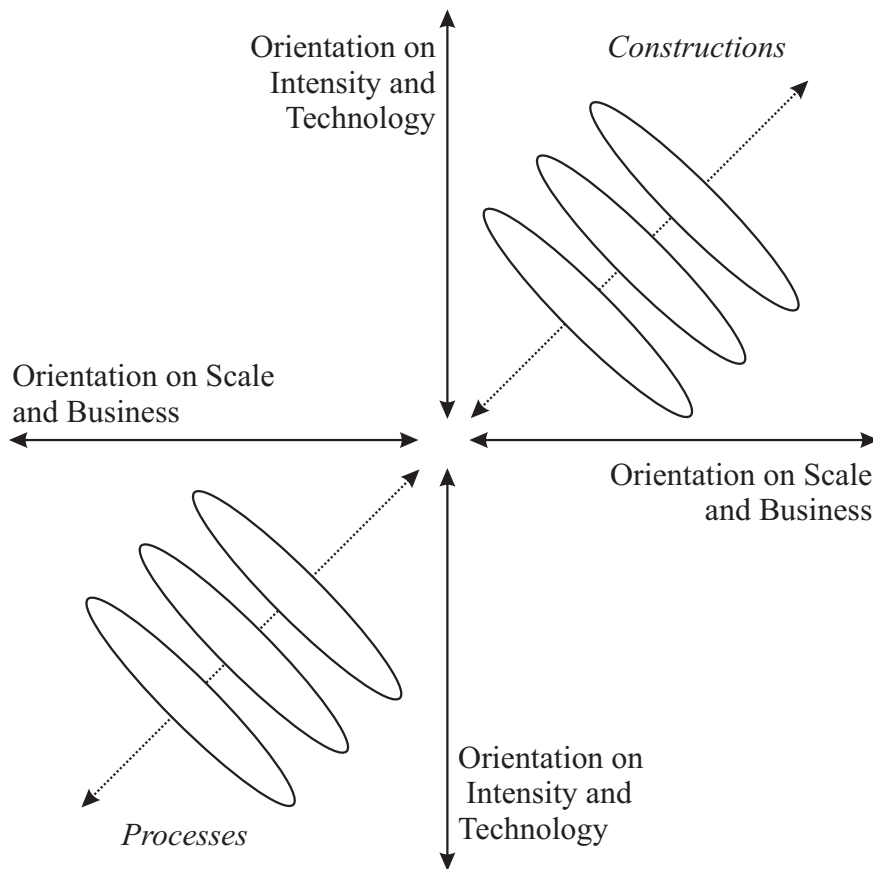 Orientation on
Intensity and
Technology
Constructions
Orientation on Scale
and Business
Orientation on Scale
and Business
Orientation on
Intensity and
Technology
Processes